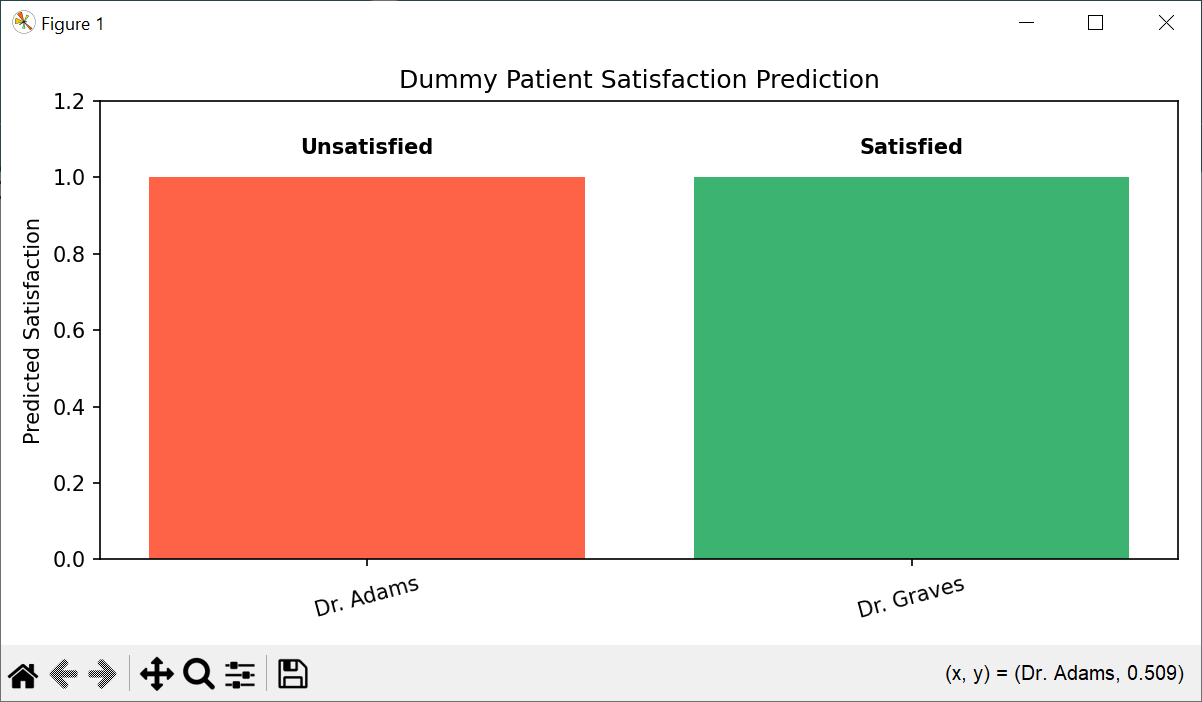 Figure 1
Dummy Patient Satisfaction Prediction
Predicted Satisfaction
1.2
1.0
0.8
0.6
0.4
0.2
0.0
Unsatisfied
Satisfied
Dr. Adams
Dr. Graves
(x, y) = (Dr. Adams, 0.509)